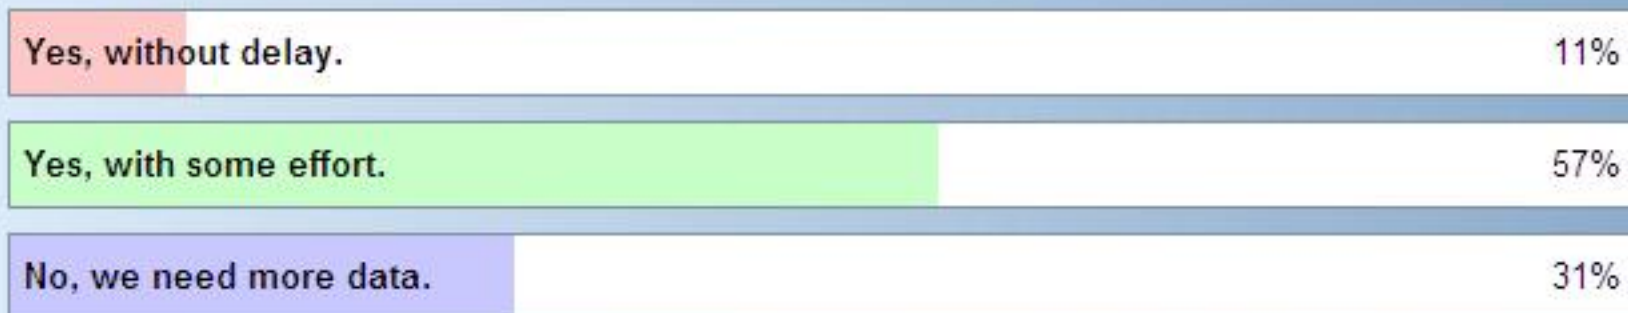 Yes, without delay. 11%
Yes, with some effort. 57%
No, we need more data. 31%